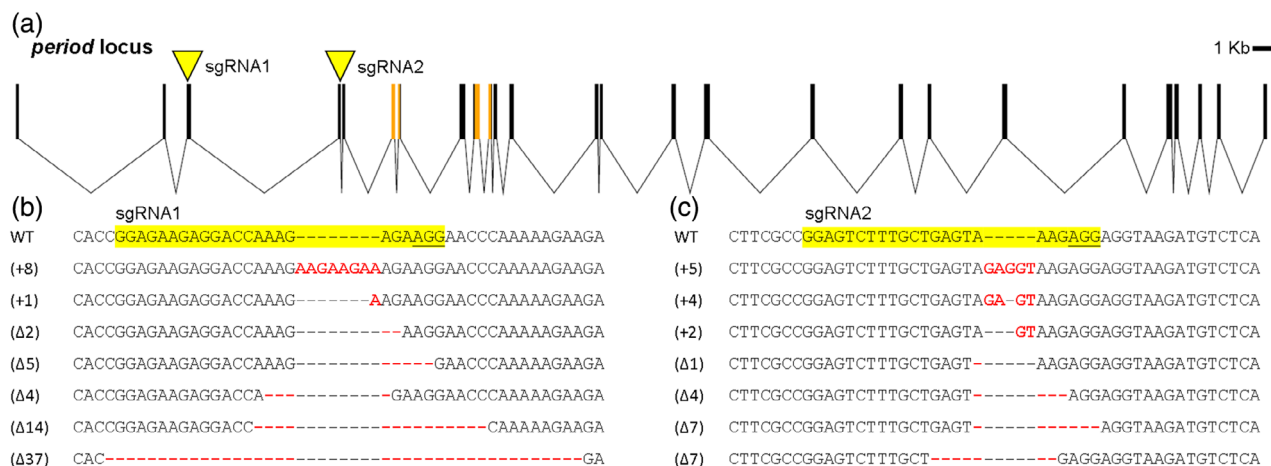 (a)
period locus
sgRNA1
sgRNA2
1 Kb
(b)
sgRNA1
WT CACCGGAGAAGAGGACCAAAG--------AGAAGGAACCCAAAAAGAAGA
(+8) CACCGGAGAAGAGGACCAAAGAAGAAGAAAGAAGGAACCCAAAAAGAAGA
(+1) CACCGGAGAAGAGGACCAAAG-------AAGAAGGAACCCAAAAAGAAGA
(Δ2) CACCGGAGAAGAGGACCAAAG----------AAGGAACCCAAAAAGAAGA
(Δ5) CACCGGAGAAGAGGACCAAAG-------------GAACCCAAAAAGAAGA
(Δ4) CACCGGAGAAGAGGACCA------------GAAGGAACCCAAAAAGAAGA
(Δ14) CACCGGAGAAGAGGACC----------------------CAAAAAGAAGA
(Δ37) CAC---------------------------------------------GA
(c)
sgRNA2
WT CTTCGCCGGAGTCTTTGCTGAGTA-----AAGAGGAGGTAAGATGTCTCA
(+5) CTTCGCCGGAGTCTTTGCTGAGTAGAGGTAAGAGGAGGTAAGATGTCTCA
(+4) CTTCGCCGGAGTCTTTGCTGAGTAGA-GTAAGAGGAGGTAAGATGTCTCA
(+2) CTTCGCCGGAGTCTTTGCTGAGTA---GTAAGAGGAGGTAAGATGTCTCA
(Δ1) CTTCGCCGGAGTCTTTGCTGAGT------AAGAGGAGGTAAGATGTCTCA
(Δ4) CTTCGCCGGAGTCTTTGCTGAGT---------AGGAGGTAAGATGTCTCA
(Δ7) CTTCGCCGGAGTCTTTGCTGAGT------------AGGTAAGATGTCTCA
(Δ7) CTTCGCCGGAGTCTTTGCT------------GAGGAGGTAAGATGTCTCA